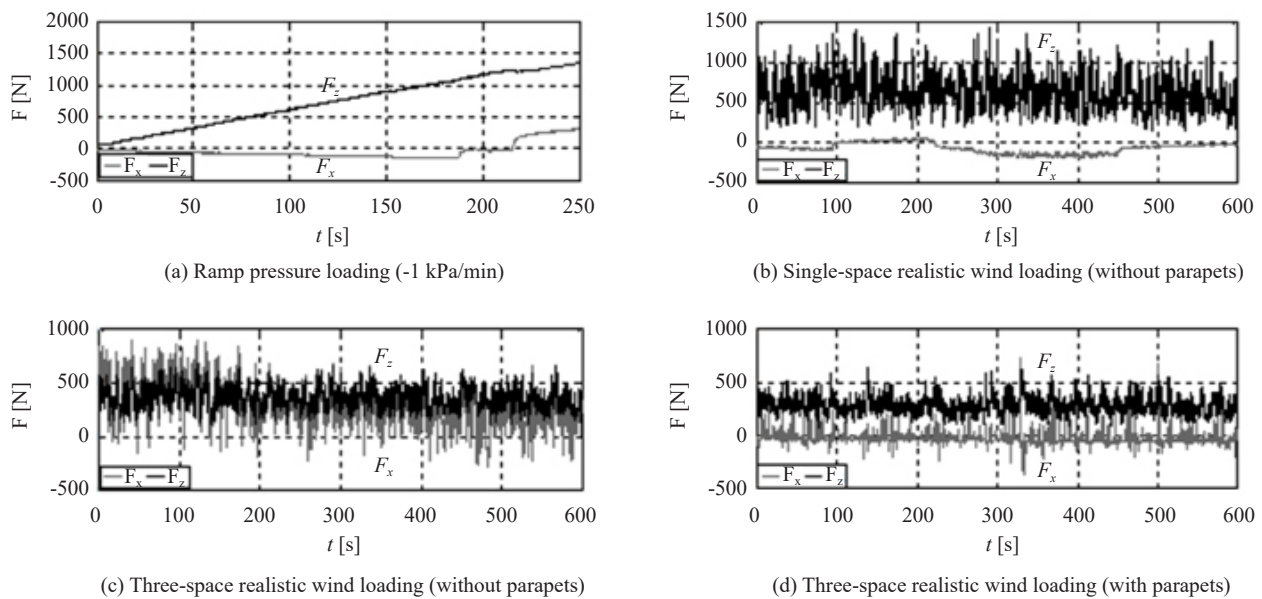 2000
1500
1000
500
0
-500
F [N]
F_z
F_x
F_x F_z
0 50 100 150 200 250
t [s]
(a) Ramp pressure loading (-1 kPa/min)
1500
1000
500
0
-500
F [N]
F_z
F_x
F_x F_z
0 100 200 300 400 500 600
t [s]
(b) Single-space realistic wind loading (without parapets)
1000
500
0
-500
F [N]
F_z
F_x
F_x F_z
0 100 200 300 400 500 600
t [s]
(c) Three-space realistic wind loading (without parapets)
1000
500
0
-500
F [N]
F_z
F_x
F_x F_z
0 100 200 300 400 500 600
t [s]
(d) Three-space realistic wind loading (with parapets)